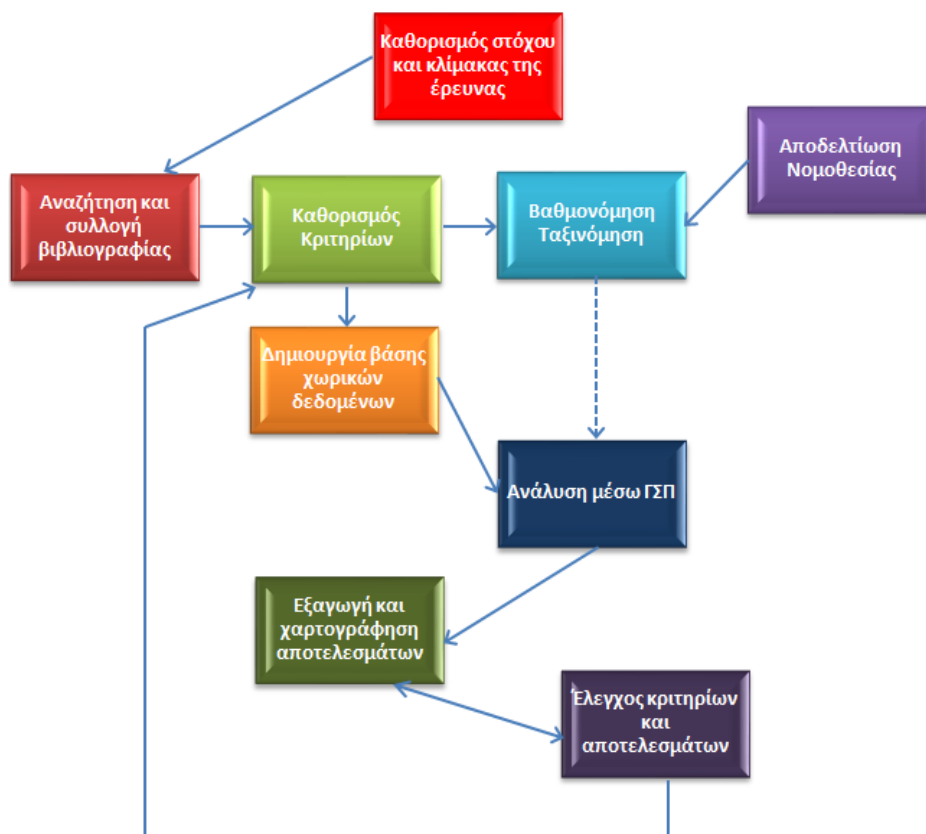 Καθορισμός στόχου
και κλίμακας της
έρευνας
Αποδελτίωση
Νομοθεσίας
Αναζήτηση και
συλλογή
βιβλιογραφίας
Καθορισμός
Κριτηρίων
Βαθμονόμηση
Ταξινόμηση
Δημιουργία βάσης
χωρικών
δεδομένων
Ανάλυση μέσω ΓΣΠ
Εξαγωγή και
χαρτογράφηση
αποτελεσμάτων
Έλεγχος κριτηρίων
και
αποτελεσμάτων